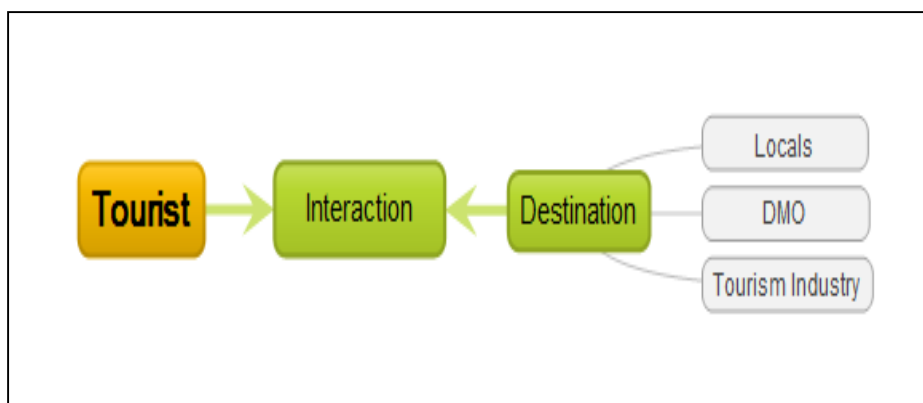 Tourist
Interaction
Destination
Locals
DMO
Tourism Industry